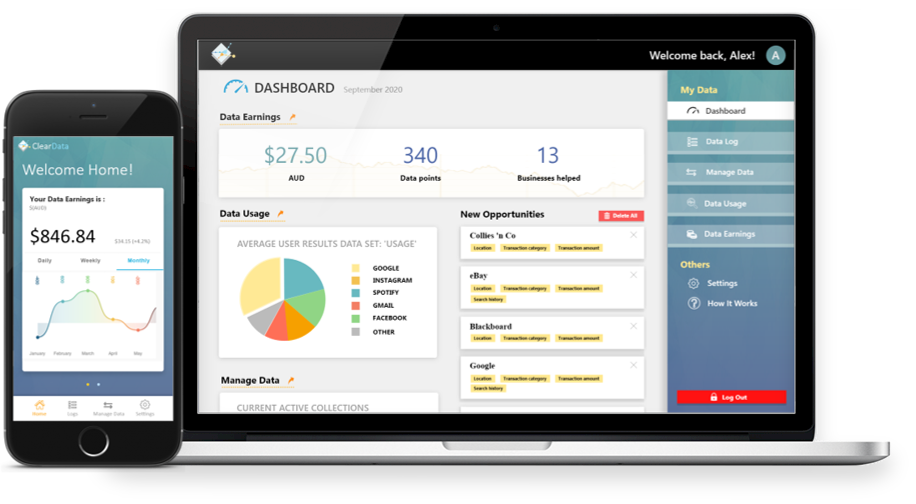 ClearData
Welcome Home!
Your Data Earnings is :
$(AUD)
$846.84
$34.15 (+4.2%)
Daily
Weekly
Monthly
January
February
March
April
May
Home
Logs
Manage Data
Settings
Welcome back, Alex!
A
DASHBOARD
September 2020
Data Earnings
$27.50
AUD
340
Data points
13
Businesses helped
Data Usage
AVERAGE USER RESULTS DATA SET: 'USAGE'
GOOGLE
INSTAGRAM
SPOTIFY
GMAIL
FACEBOOK
OTHER
Manage Data
CURRENT ACTIVE COLLECTIONS
New Opportunities
Delete All
Collies 'n Co
Location
Transaction category
Transaction amount
eBay
Location
Transaction category
Transaction amount
Search history
Blackboard
Location
Transaction category
Transaction amount
Google
Location
Transaction category
Transaction amount
Search history
My Data
Dashboard
Data Log
Manage Data
Data Usage
Data Earnings
Others
Settings
How It Works
Log Out